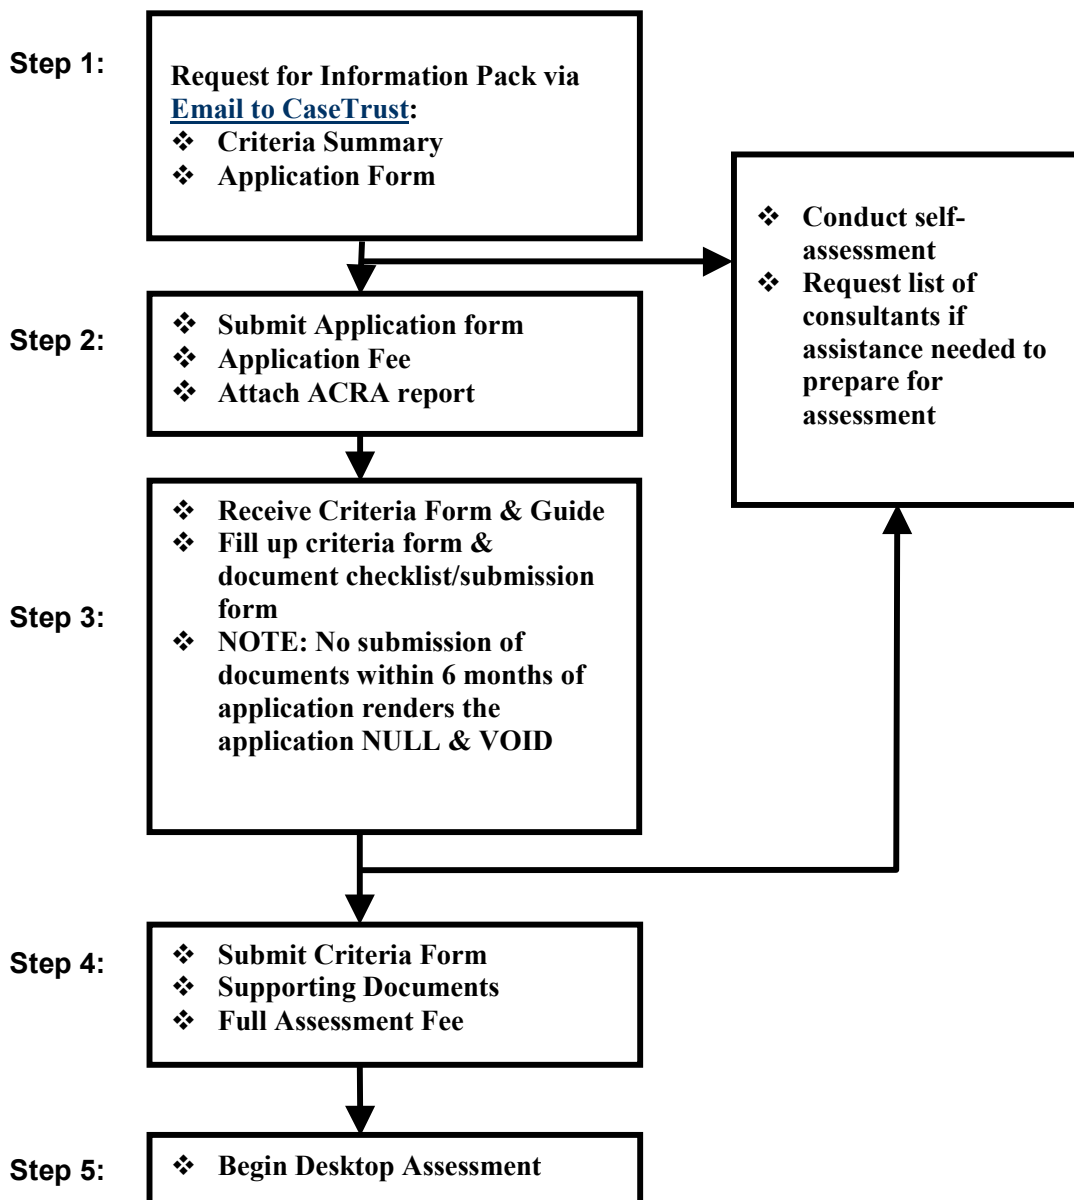 Step 1:
Request for Information Pack via
Email to CaseTrust:
❖ Criteria Summary
❖ Application Form
❖ Conduct self-
assessment
❖ Request list of
consultants if
assistance needed to
prepare for
assessment
Step 2:
❖ Submit Application form
❖ Application Fee
❖ Attach ACRA report
Step 3:
❖ Receive Criteria Form & Guide
❖ Fill up criteria form &
document checklist/submission
form
❖ NOTE: No submission of
documents within 6 months of
application renders the
application NULL & VOID
Step 4:
❖ Submit Criteria Form
❖ Supporting Documents
❖ Full Assessment Fee
Step 5:
❖ Begin Desktop Assessment